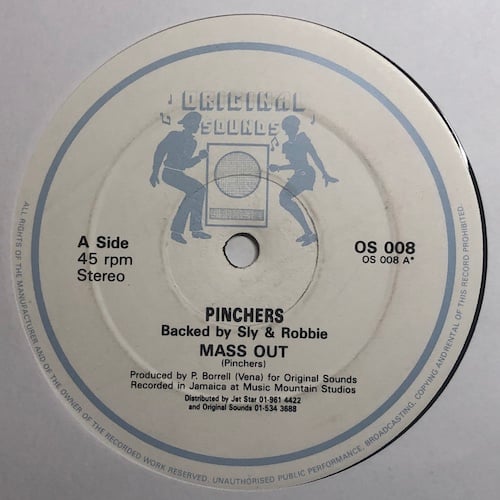 ORIGINAL
SOUNDS
A Side
45 rpm
Stereo
OS 008
OS 008 A*
PINCHERS
Backed by Sly & Robbie
MASS OUT
(Pinchers)
Produced by P. Borrell (Vena) for Original Sounds
Recorded in Jamaica at Music Mountain Studios
Distributed by Jet Star 01-961 4422
and Original Sounds 01-534 3688
ALL RIGHTS OF THE MANUFACTURER AND OF THE OWNER OF THE RECORDED WORK RESERVED. UNAUTHORISED PUBLIC PERFORMANCE, BROADCASTING, COPYING AND RENTAL OF THIS RECORD PROHIBITED.